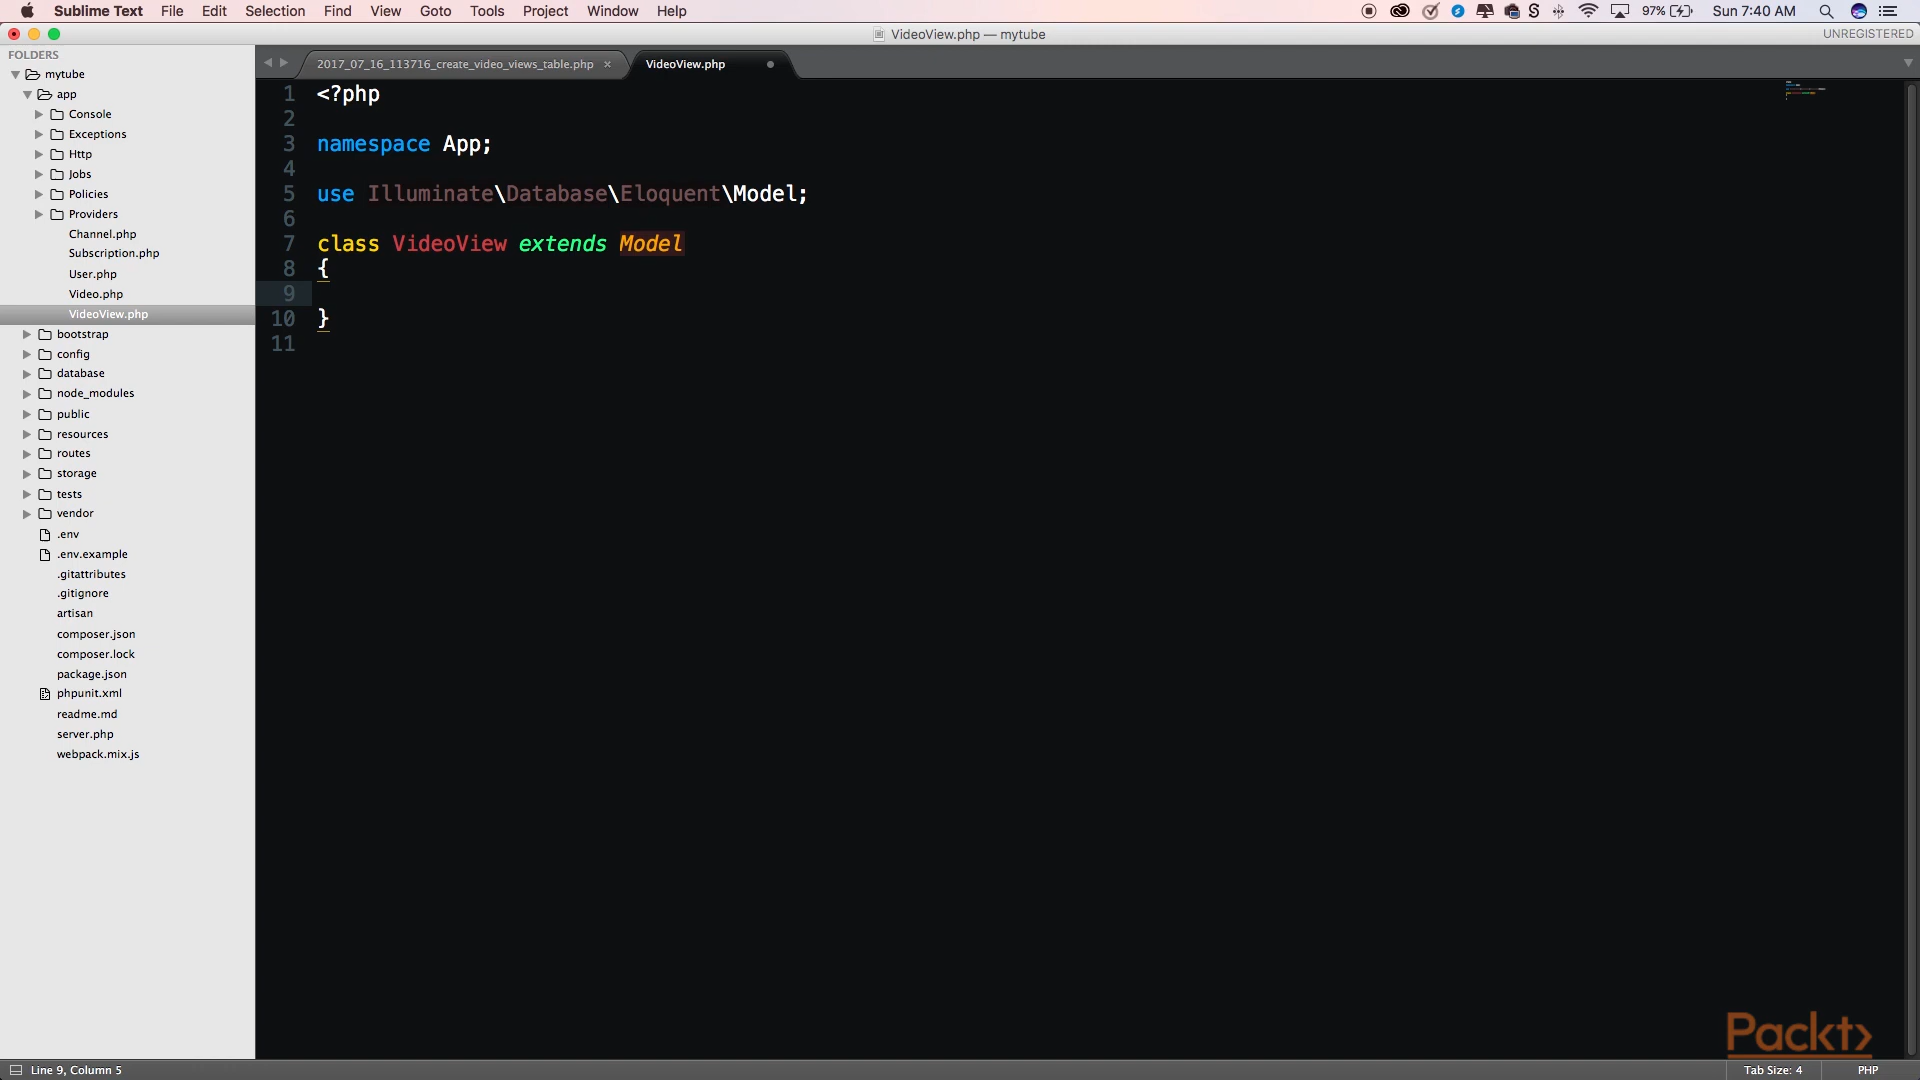 Sublime Text File Edit Selection Find View Goto Tools Project Window Help 97% Sun 7:40 AM
VideoView.php — mytube UNREGISTERED
FOLDERS
mytube
app
Console
Exceptions
Http
Jobs
Policies
Providers
Channel.php
Subscription.php
User.php
Video.php
VideoView.php
bootstrap
config
database
node_modules
public
resources
routes
storage
tests
vendor
.env
.env.example
.gitattributes
.gitignore
artisan
composer.json
composer.lock
package.json
phpunit.xml
readme.md
server.php
webpack.mix.js
2017_07_16_113716_create_video_views_table.php × VideoView.php
1 <?php
2
3 namespace App;
4
5 use Illuminate\Database\Eloquent\Model;
6
7 class VideoView extends Model
8 {
9
10 }
11
Packt>
Line 9, Column 5 Tab Size: 4 PHP